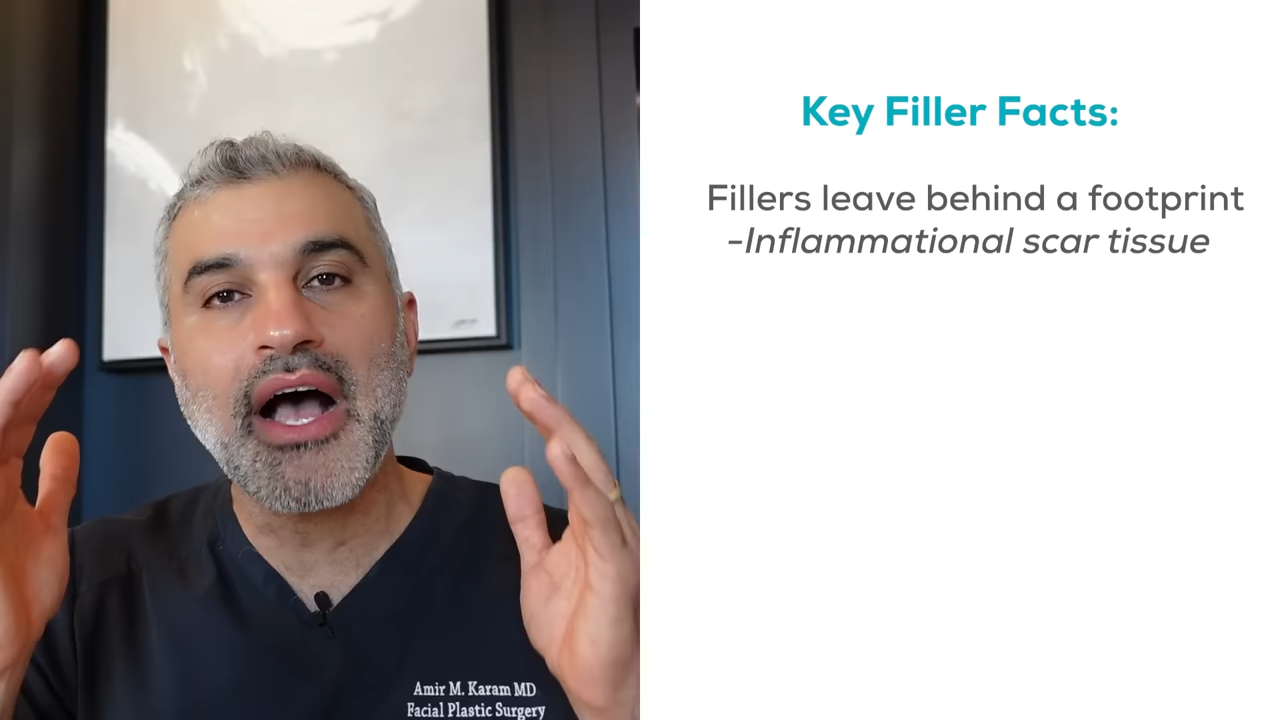 Key Filler Facts:
Fillers leave behind a footprint
-Inflammational scar tissue
Amir M. Karam MD
Facial Plastic Surgery